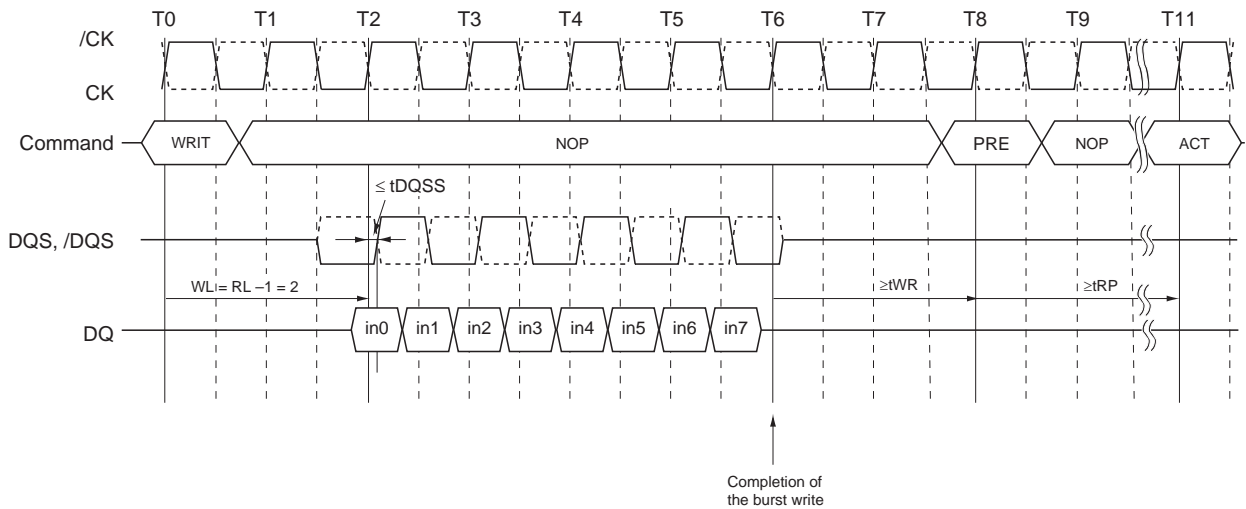 T0 T1 T2 T3 T4 T5 T6 T7 T8 T9 T11
/CK
CK
Command WRIT NOP PRE NOP ACT
≤ tDQSS
DQS, /DQS
WL = RL –1 = 2 ≥tWR ≥tRP
DQ in0 in1 in2 in3 in4 in5 in6 in7
Completion of
the burst write